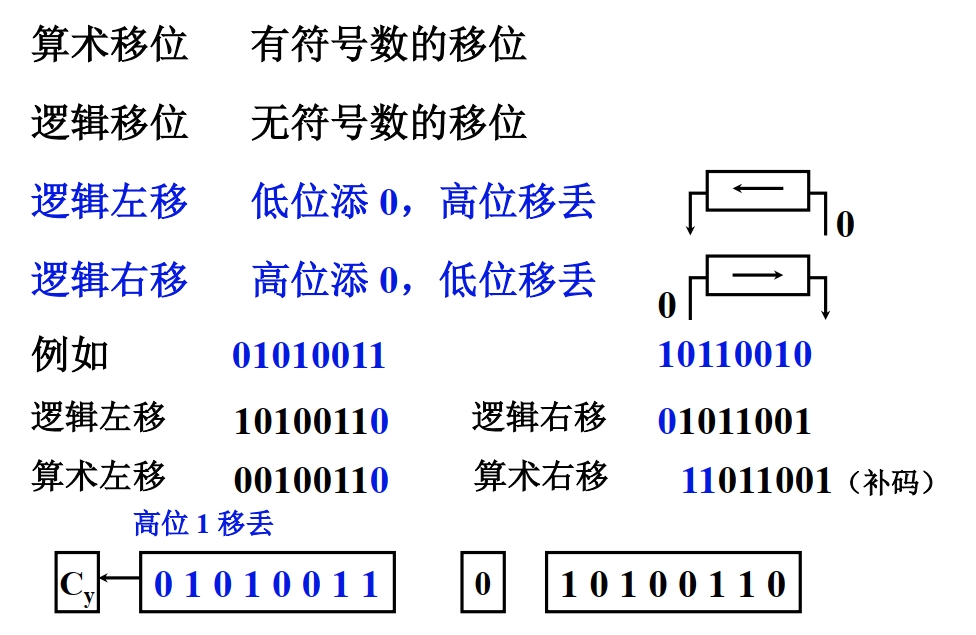 算术移位 有符号数的移位
逻辑移位 无符号数的移位
逻辑左移 低位添 0，高位移丢
0
逻辑右移 高位添 0，低位移丢
0
例如 01010011 10110010
逻辑左移 10100110 逻辑右移 01011001
算术左移 00100110 算术右移 11011001（补码）
高位 1 移丢
Cy 0 1 0 1 0 0 1 1 0 1 0 1 0 0 1 1 0